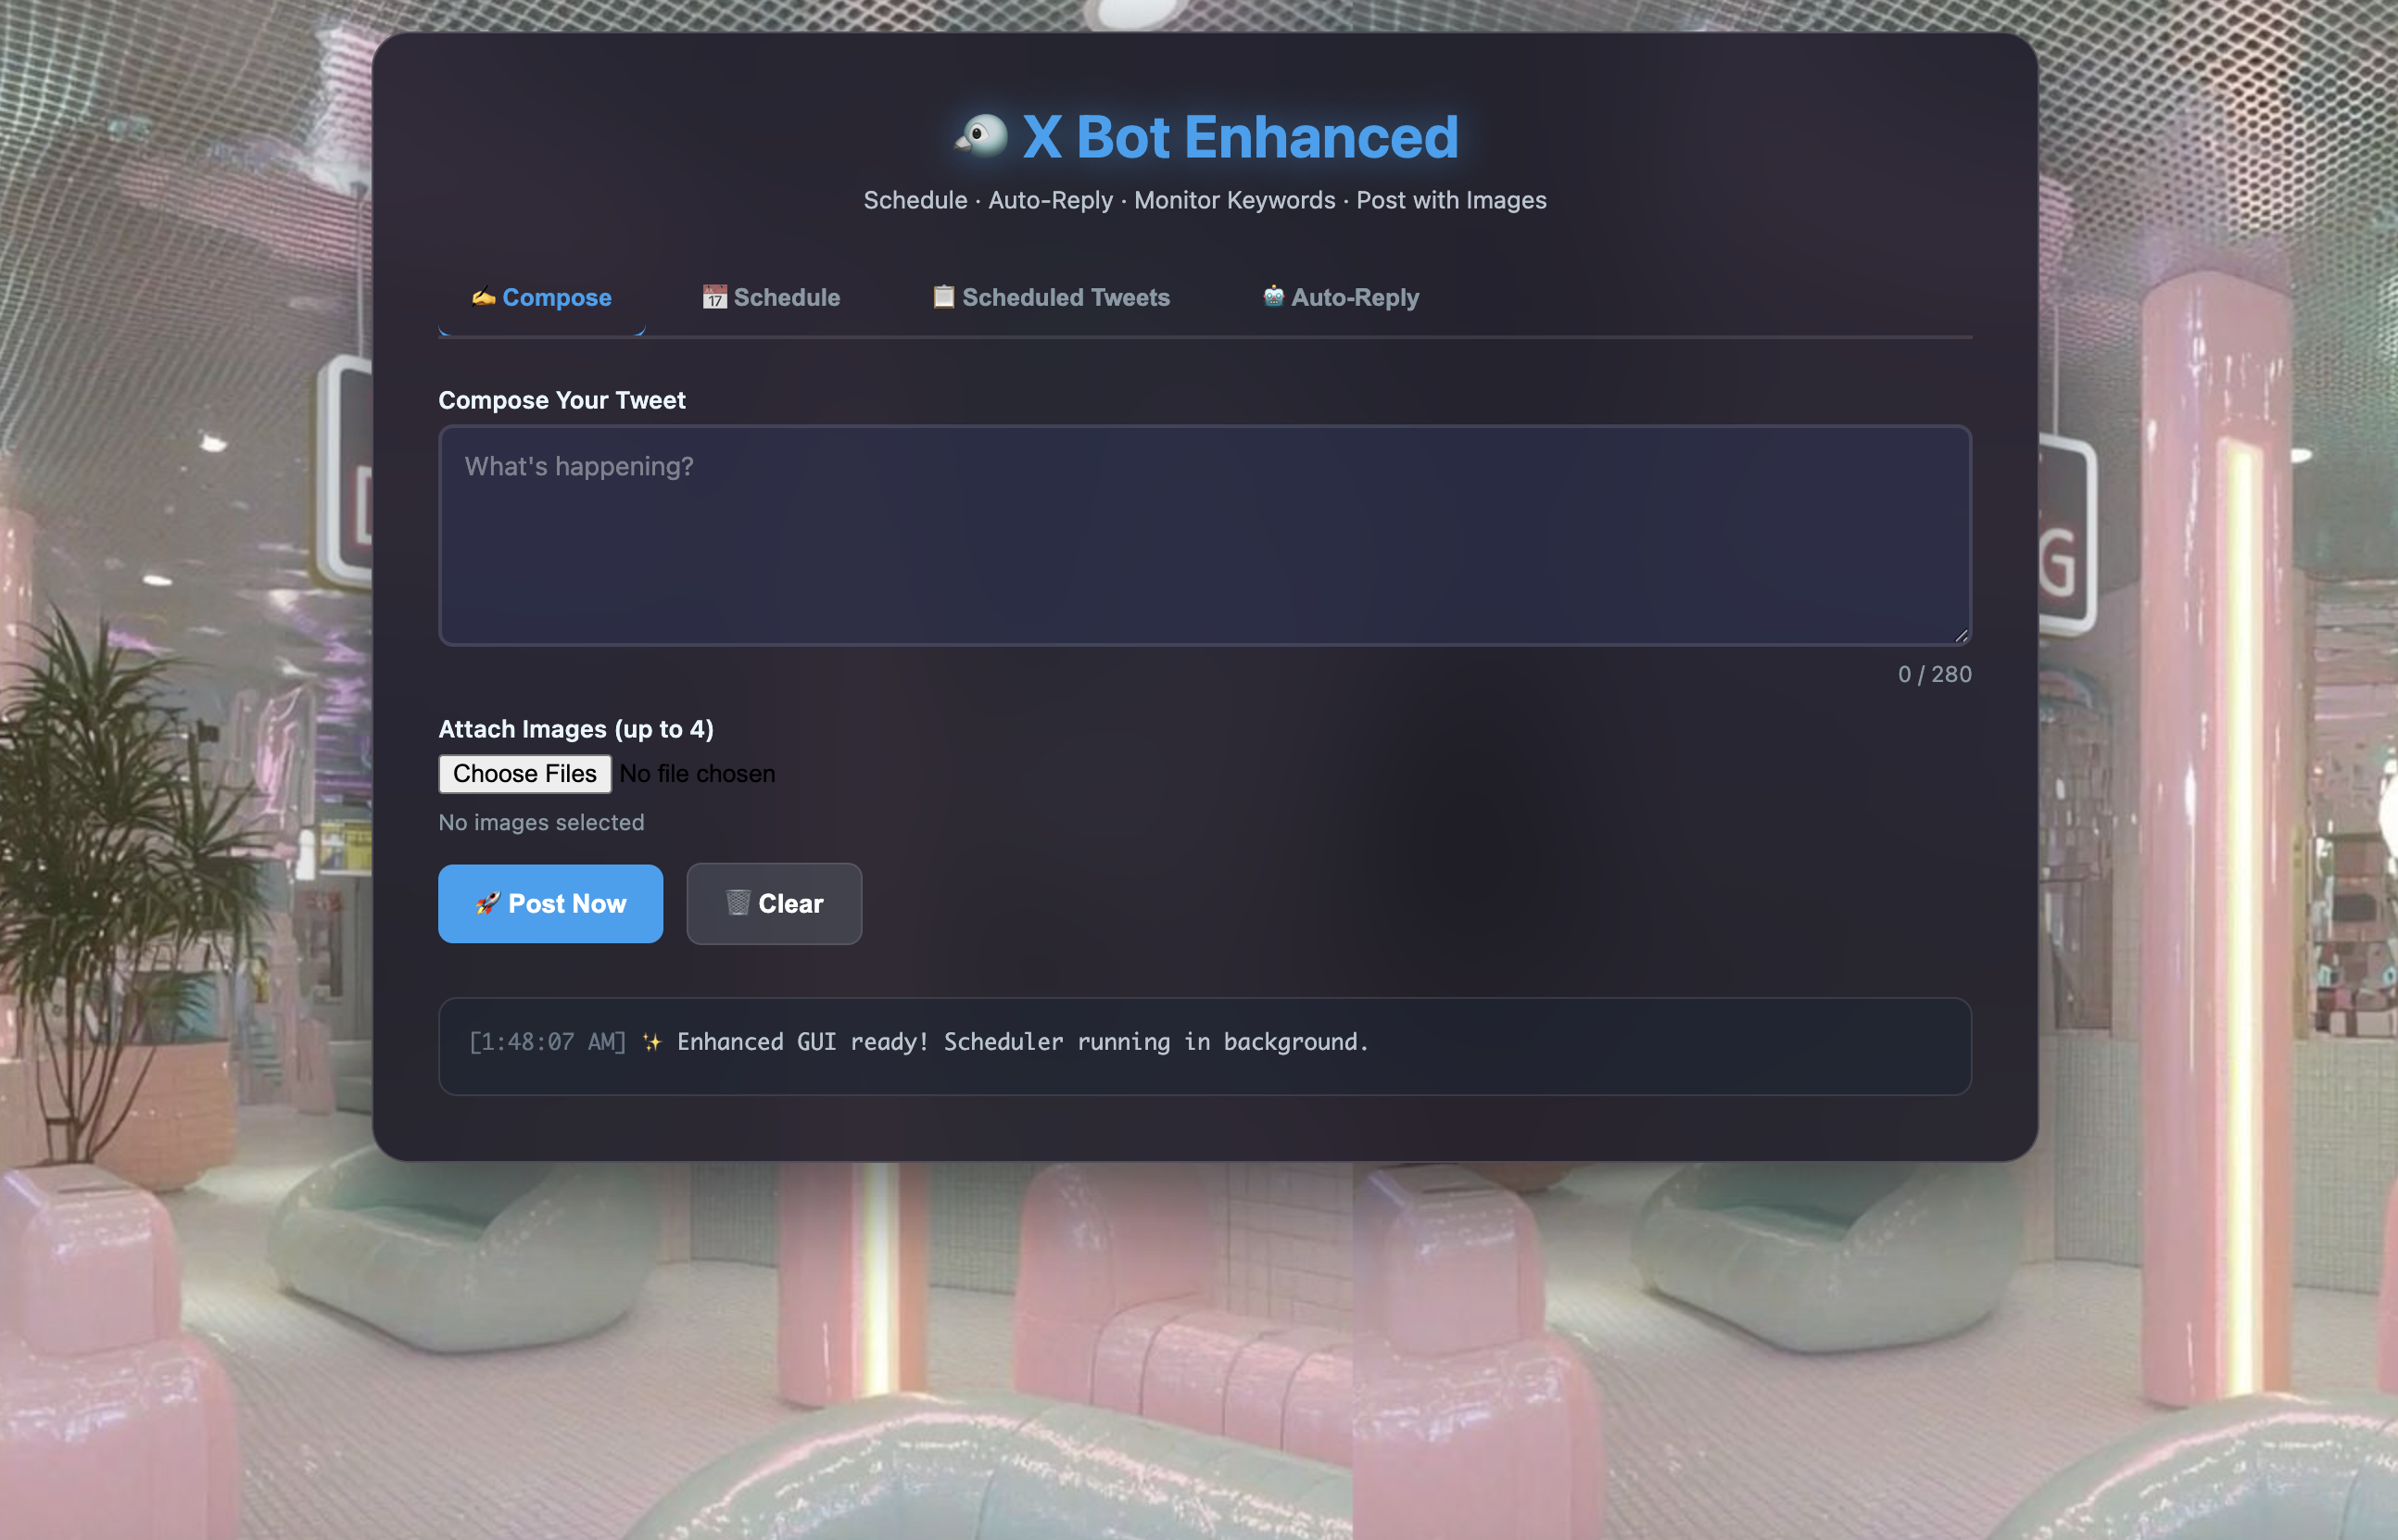 🐦 X Bot Enhanced
Schedule · Auto-Reply · Monitor Keywords · Post with Images
✍️ Compose
📅 Schedule
📋 Scheduled Tweets
🤖 Auto-Reply
Compose Your Tweet
What's happening?
0 / 280
Attach Images (up to 4)
Choose Files No file chosen
No images selected
🚀 Post Now
🗑️ Clear
[1:48:07 AM] ✨ Enhanced GUI ready! Scheduler running in background.
G